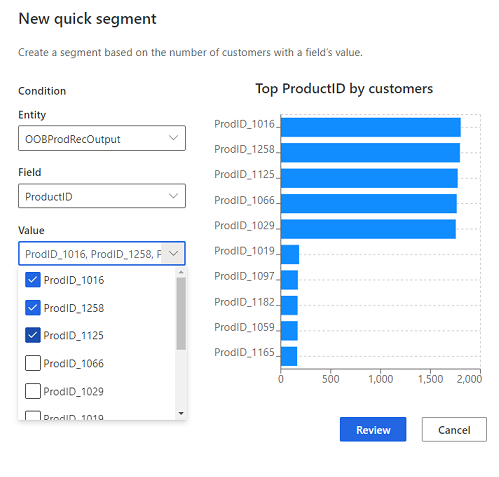 New quick segment
Create a segment based on the number of customers with a field's value.
Condition
Entity
OOBProdRecOutput
Field
ProductID
Value
ProdID_1016, ProdID_1258, P
ProdID_1016
ProdID_1258
ProdID_1125
ProdID_1066
ProdID_1029
ProdID_1019
Top ProductID by customers
ProdID_1016
ProdID_1258
ProdID_1125
ProdID_1066
ProdID_1029
ProdID_1019
ProdID_1097
ProdID_1182
ProdID_1059
ProdID_1165
0 500 1,000 1,500 2,000
Review Cancel